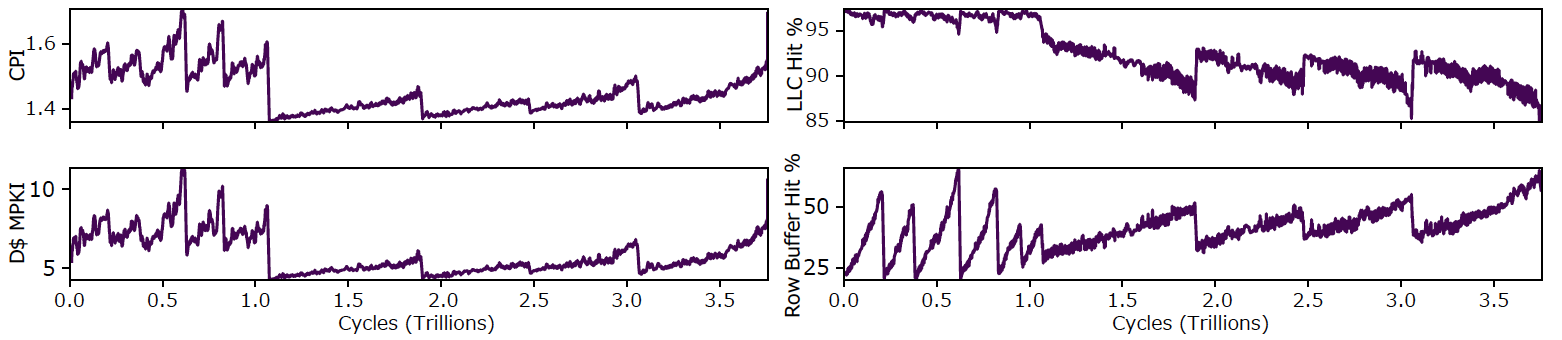 CPI
1.6
1.4
LLC Hit %
95
90
85
D$ MPKI
10
5
0.0 0.5 1.0 1.5 2.0 2.5 3.0 3.5
Cycles (Trillions)
Row Buffer Hit %
50
25
0.0 0.5 1.0 1.5 2.0 2.5 3.0 3.5
Cycles (Trillions)